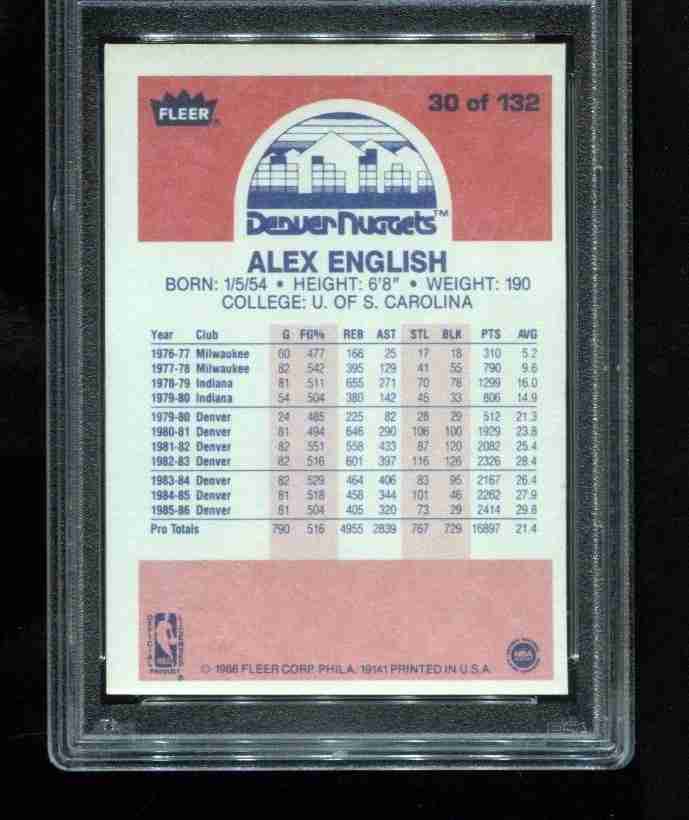 FLEER
30 of 132
Denver Nuggets™
ALEX ENGLISH
BORN: 1/5/54 • HEIGHT: 6'8" • WEIGHT: 190
COLLEGE: U. OF S. CAROLINA
Year Club G FG% REB AST STL BLK PTS AVG
1976-77 Milwaukee 60 477 168 25 17 18 310 5.2
1977-78 Milwaukee 82 542 395 129 41 55 790 9.6
1978-79 Indiana 81 511 655 271 70 78 1299 16.0
1979-80 Indiana 54 504 380 142 45 33 806 14.9
1979-80 Denver 24 485 225 82 28 29 512 21.3
1980-81 Denver 81 494 646 290 106 100 1929 23.8
1981-82 Denver 82 551 558 433 87 120 2082 25.4
1982-83 Denver 82 516 601 397 116 126 2326 28.4
1983-84 Denver 82 529 464 406 83 95 2167 26.4
1984-85 Denver 81 518 458 344 101 46 2262 27.9
1985-86 Denver 81 504 405 320 73 29 2414 29.8
Pro Totals 790 516 4955 2839 767 729 16897 21.4
OFFICIAL NBA LICENSED
PRODUCT
© 1986 FLEER CORP. PHILA. 19141 PRINTED IN U.S.A.